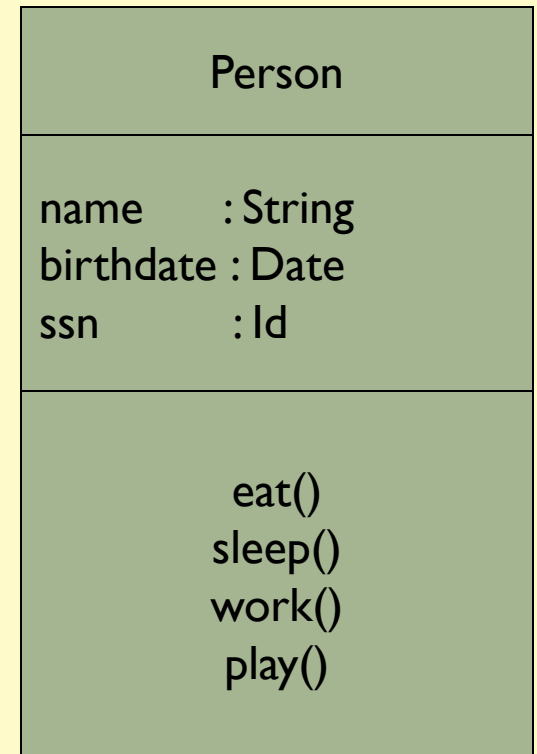 Person
name : String
birthdate : Date
ssn : Id
eat()
sleep()
work()
play()